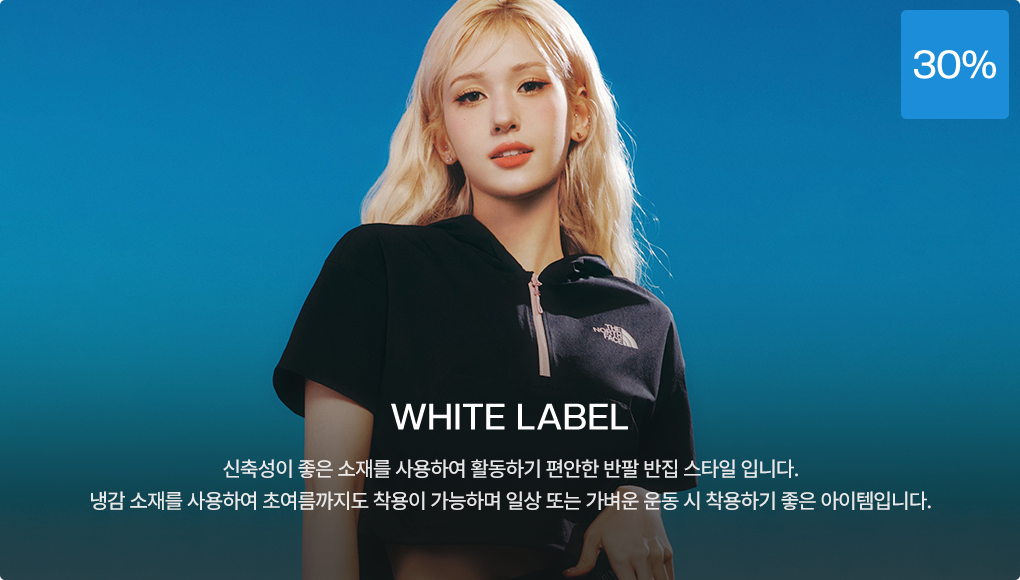 30%
THE
NORTH
FACE
WHITE LABEL
신축성이 좋은 소재를 사용하여 활동하기 편안한 반팔 반집 스타일 입니다.
냉감 소재를 사용하여 초여름까지도 착용이 가능하며 일상 또는 가벼운 운동 시 착용하기 좋은 아이템입니다.